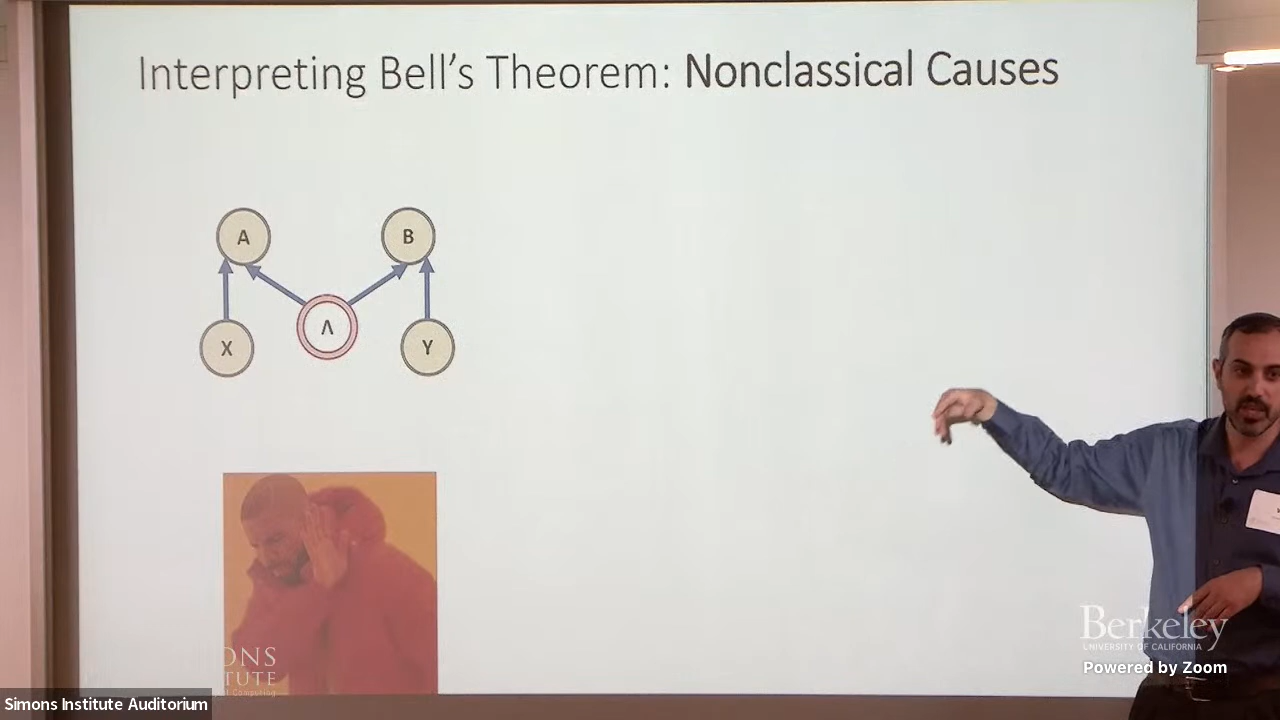 Interpreting Bell's Theorem: Nonclassical Causes
A
B
Λ
X
Y
Berkeley
UNIVERSITY OF CALIFORNIA
Powered by Zoom
Simons Institute Auditorium